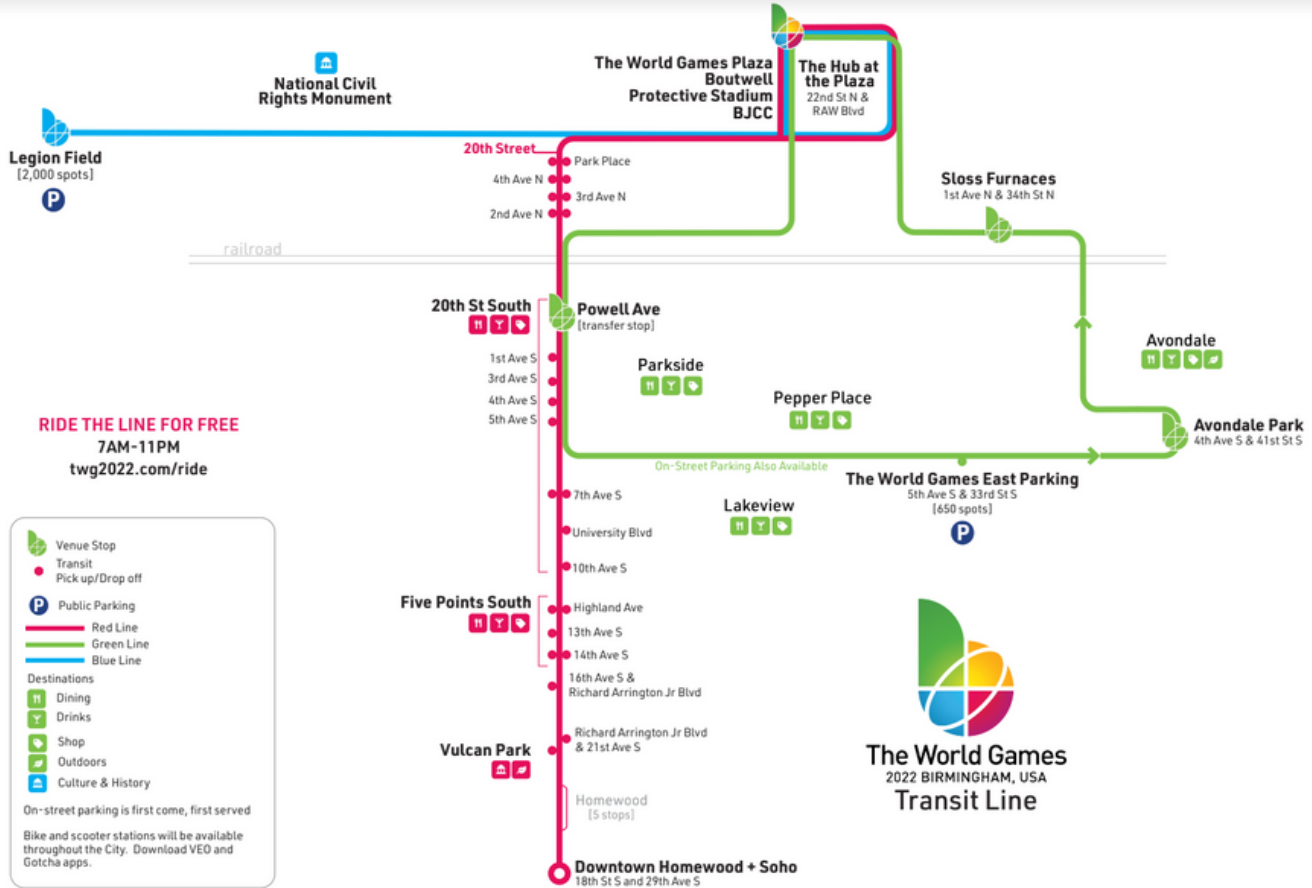 The World Games Plaza
Boutwell
Protective Stadium
BJCC
The Hub at
the Plaza
22nd St N &
RAW Blvd
National Civil
Rights Monument
Legion Field
[2,000 spots]
P
20th Street
Park Place
4th Ave N
3rd Ave N
2nd Ave N
Sloss Furnaces
1st Ave N & 34th St N
railroad
20th St South
Powell Ave
[transfer stop]
1st Ave S
3rd Ave S
4th Ave S
5th Ave S
Parkside
Pepper Place
Avondale
Avondale Park
4th Ave S & 41st St S
On-Street Parking Also Available
The World Games East Parking
5th Ave S & 33rd St S
[650 spots]
P
Lakeview
RIDE THE LINE FOR FREE
7AM-11PM
twg2022.com/ride
7th Ave S
University Blvd
10th Ave S
Five Points South
Highland Ave
13th Ave S
14th Ave S
16th Ave S &
Richard Arrington Jr Blvd
Richard Arrington Jr Blvd
& 21st Ave S
Vulcan Park
Homewood
[5 stops]
Downtown Homewood + Soho
18th St S and 29th Ave S
Venue Stop
Transit
Pick up/Drop off
P
Public Parking
Red Line
Green Line
Blue Line
Destinations
Dining
Drinks
Shop
Outdoors
Culture & History
On-street parking is first come, first served
Bike and scooter stations will be available
throughout the City. Download VEO and
Gotcha apps.
The World Games
2022 BIRMINGHAM, USA
Transit Line